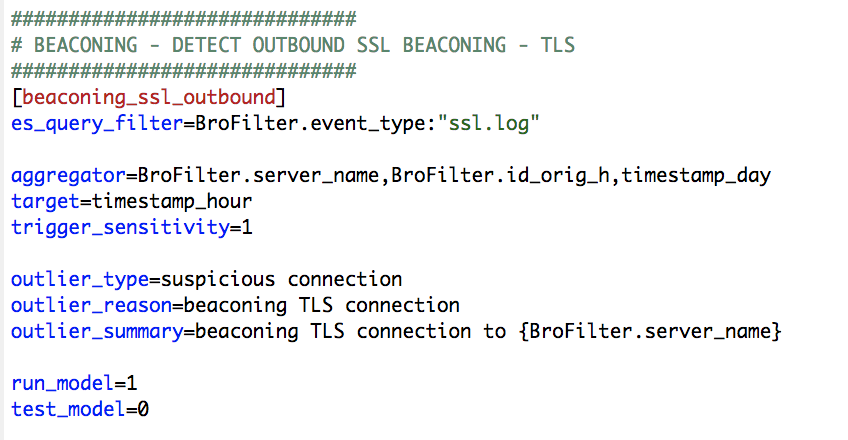 ##############################
# BEACONING - DETECT OUTBOUND SSL BEACONING - TLS
##############################
[beaconing_ssl_outbound]
es_query_filter=BroFilter.event_type:"ssl.log"

aggregator=BroFilter.server_name,BroFilter.id_orig_h,timestamp_day
target=timestamp_hour
trigger_sensitivity=1

outlier_type=suspicious connection
outlier_reason=beaconing TLS connection
outlier_summary=beaconing TLS connection to {BroFilter.server_name}

run_model=1
test_model=0